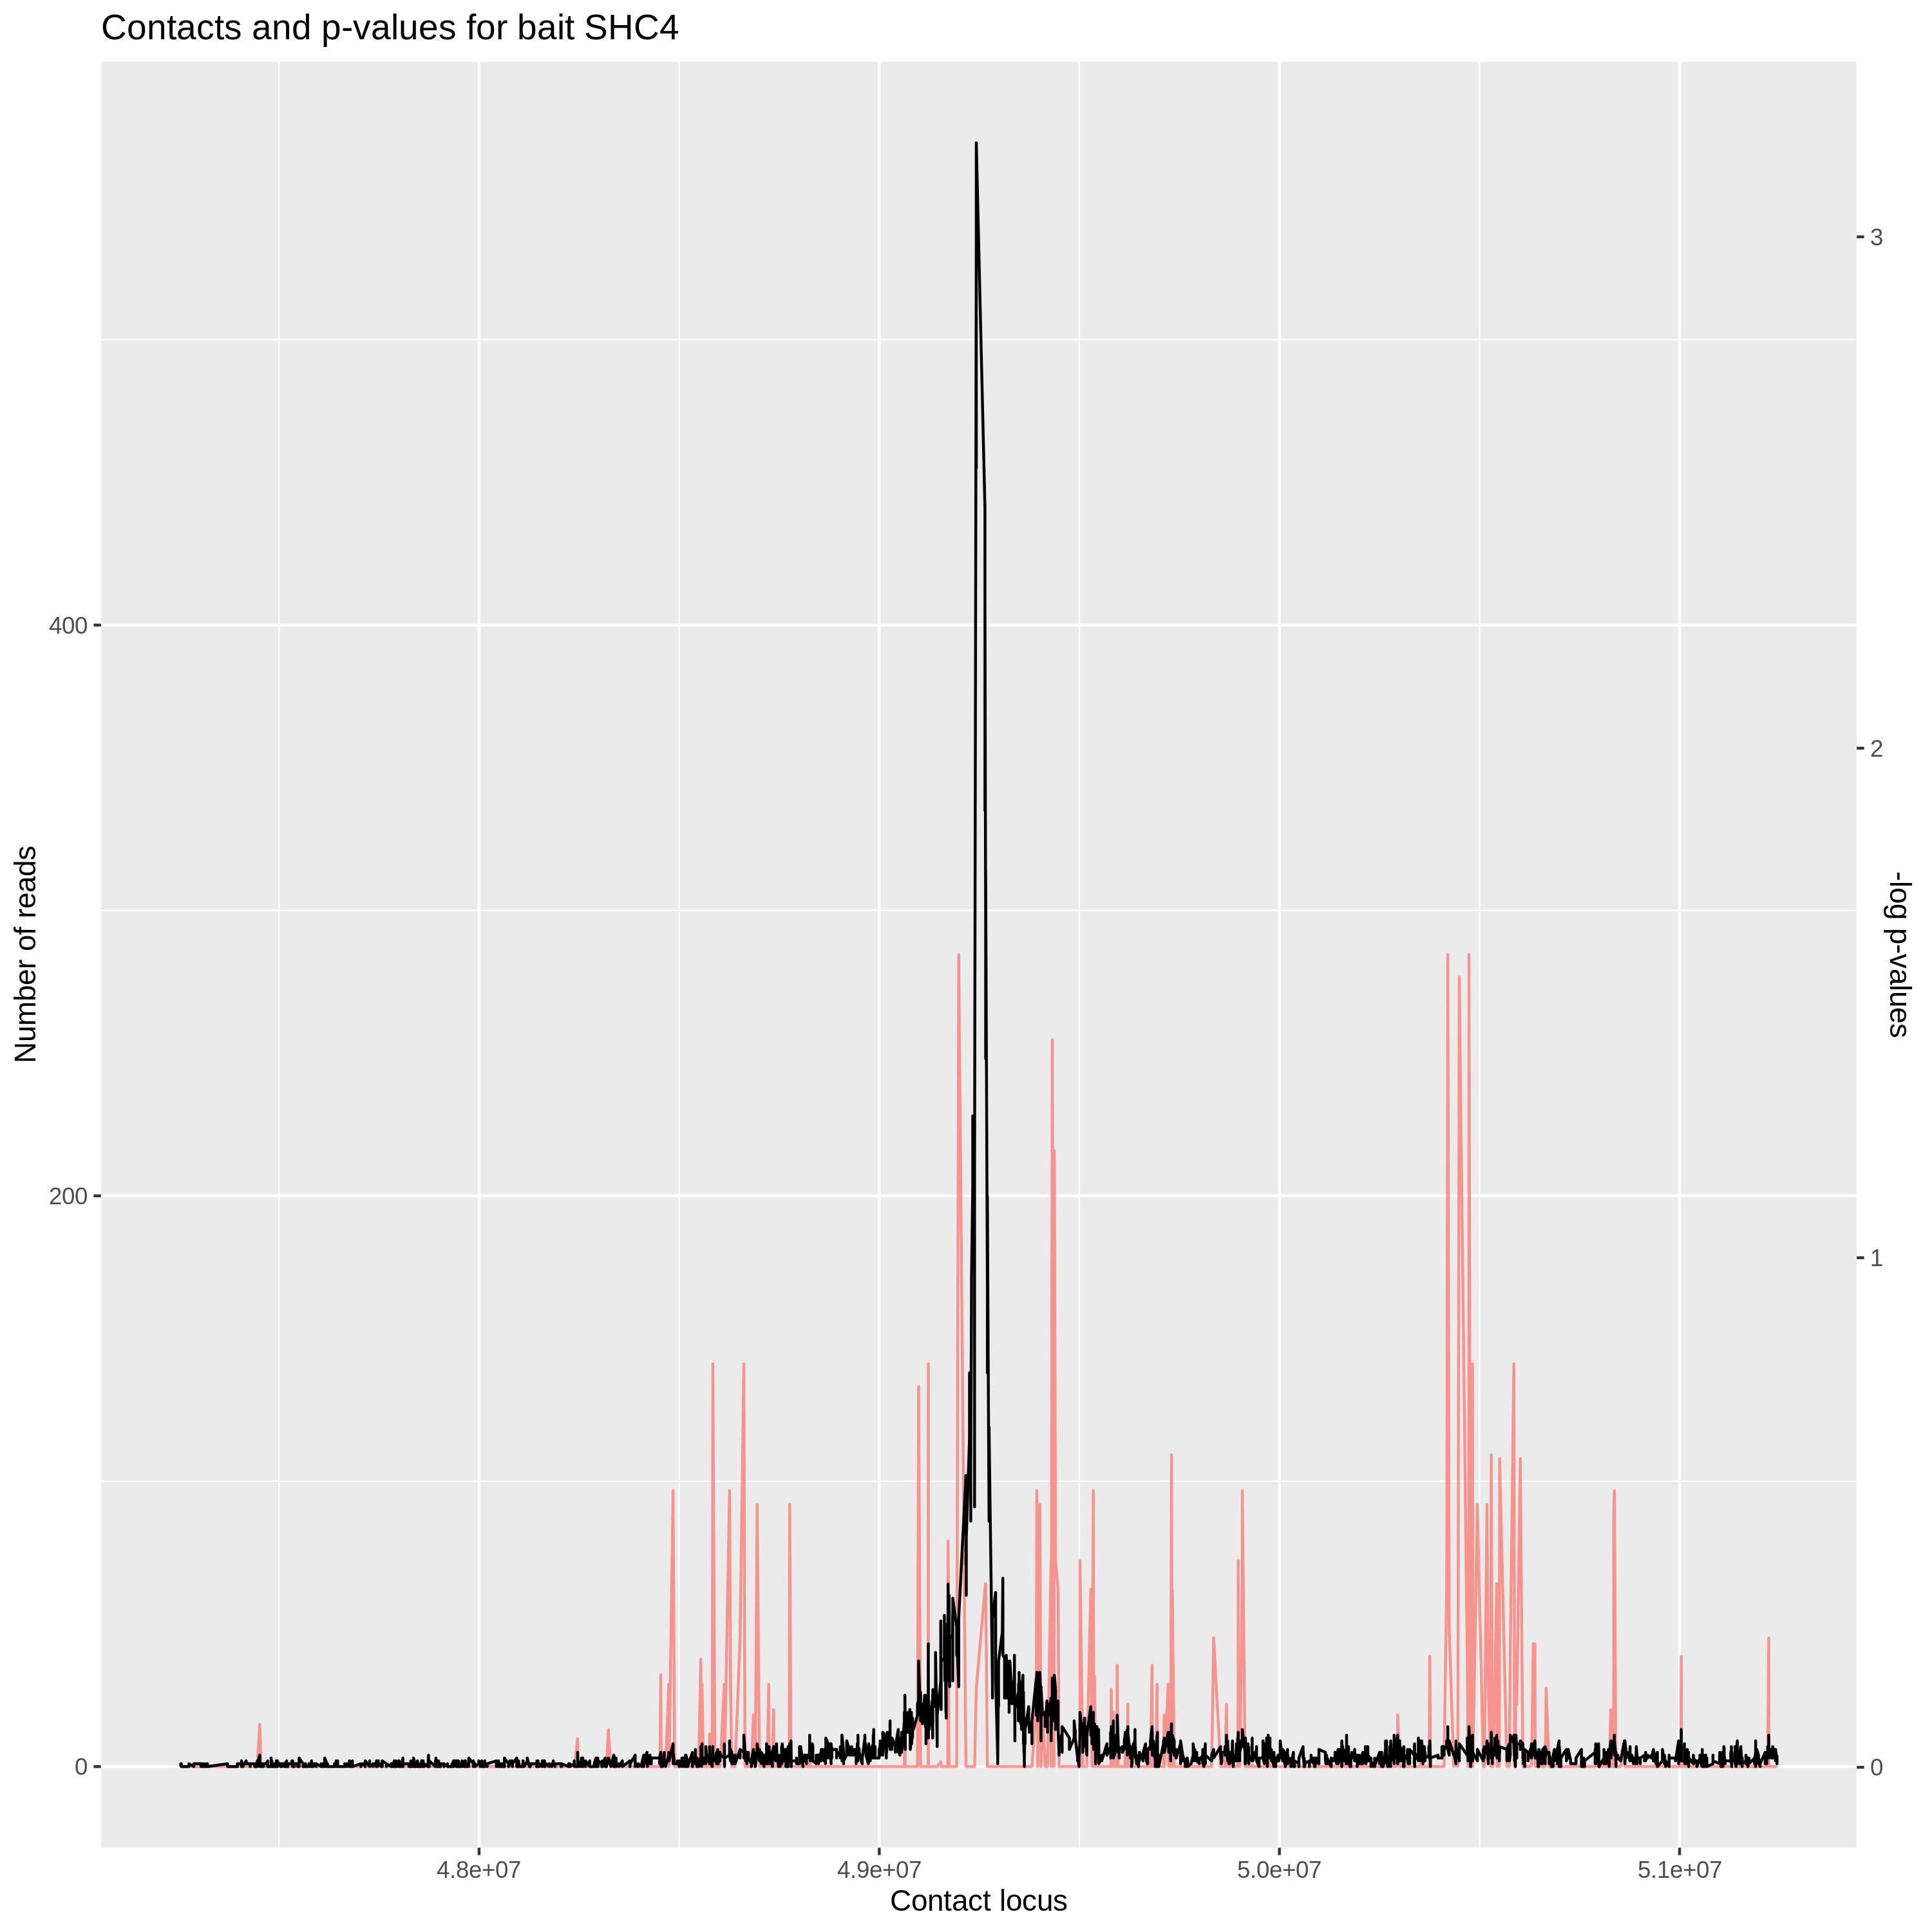 Contacts and p-values for bait SHC4
Number of reads
400
200
0
3
2
1
0
-log p-values
4.8e+07
4.9e+07
5.0e+07
5.1e+07
Contact locus